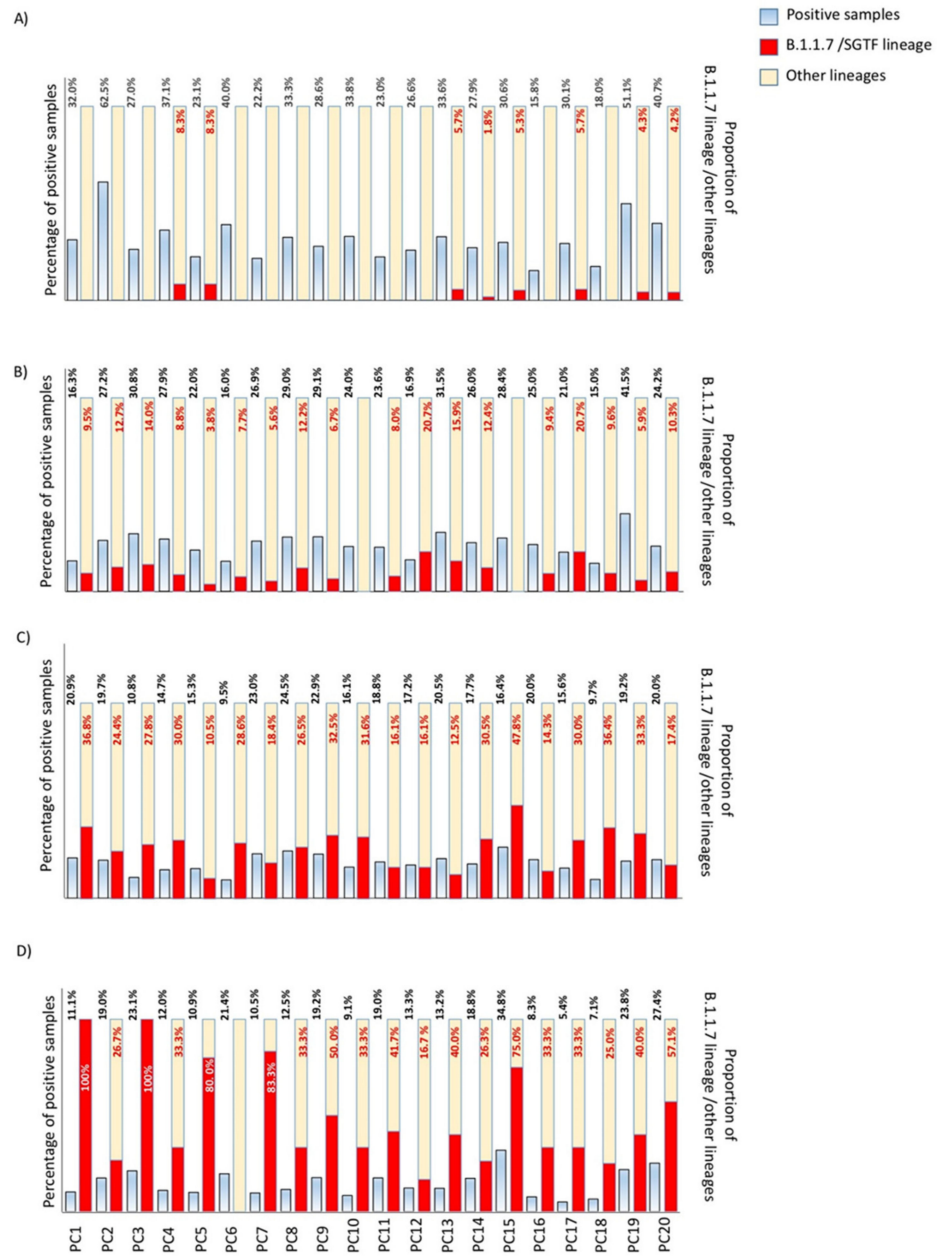 A)
Positive samples
B.1.1.7 /SGTF lineage
Other lineages
Percentage of positive samples
32.0% 62.5% 27.0% 37.1% 23.1% 40.0% 22.2% 33.3% 28.6% 33.8% 23.0% 26.6% 33.6% 27.9% 30.6% 15.8% 30.1% 18.0% 51.1% 40.7%
8.3% 8.3% 5.7% 1.8% 5.3% 5.7% 4.3% 4.2%
Proportion of
B.1.1.7 lineage /other lineages
B)
Percentage of positive samples
16.3% 27.2% 30.8% 27.9% 22.0% 16.0% 26.9% 29.0% 29.1% 24.0% 23.6% 16.9% 31.5% 26.0% 28.4% 25.0% 21.0% 15.0% 41.5% 24.2%
9.5% 12.7% 14.0% 8.8% 3.8% 7.7% 5.6% 12.2% 6.7% 8.0% 20.7% 15.9% 12.4% 9.4% 20.7% 9.6% 5.9% 10.3%
Proportion of
B.1.1.7 lineage /other lineages
C)
Percentage of positive samples
20.9% 19.7% 10.8% 14.7% 15.3% 9.5% 23.0% 24.5% 22.9% 16.1% 18.8% 17.2% 20.5% 17.7% 16.4% 20.0% 15.6% 9.7% 19.2% 20.0%
36.8% 24.4% 27.8% 30.0% 10.5% 28.6% 18.4% 26.5% 32.5% 31.6% 16.1% 16.1% 12.5% 30.5% 47.8% 14.3% 30.0% 36.4% 33.3% 17.4%
Proportion of
B.1.1.7 lineage /other lineages
D)
Percentage of positive samples
11.1% 19.0% 23.1% 12.0% 10.9% 21.4% 10.5% 12.5% 19.2% 9.1% 19.0% 13.3% 13.2% 18.8% 34.8% 8.3% 5.4% 7.1% 23.8% 27.4%
100% 26.7% 100% 33.3% 80. 0% 83.3% 33.3% 50. 0% 33.3% 41.7% 16.7 % 40.0% 26.3% 75.0% 33.3% 33.3% 25.0% 40.0% 57.1%
Proportion of
B.1.1.7 lineage /other lineages
PC1 PC2 PC3 PC4 PC5 PC6 PC7 PC8 PC9 PC10 PC11 PC12 PC13 PC14 PC15 PC16 PC17 PC18 PC19 PC20